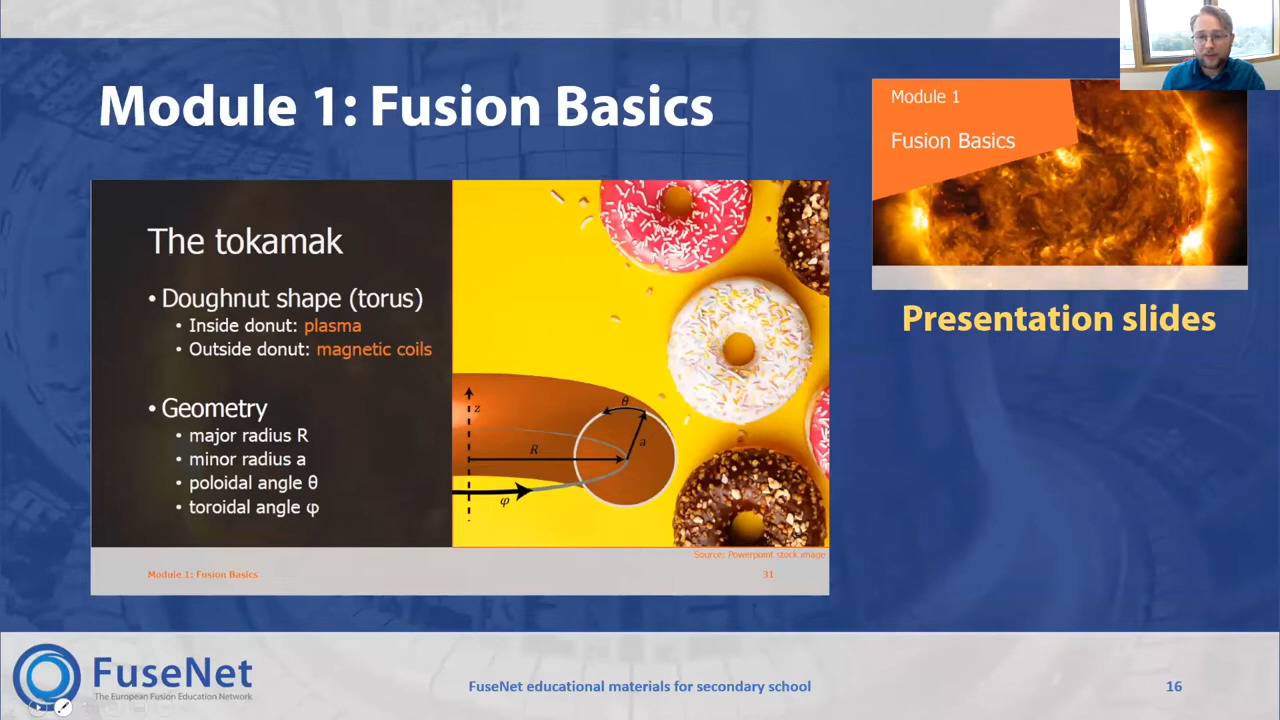 Module 1: Fusion Basics
Module 1
Fusion Basics
Presentation slides
The tokamak
• Doughnut shape (torus)
• Inside donut: plasma
• Outside donut: magnetic coils
• Geometry
• major radius R
• minor radius a
• poloidal angle θ
• toroidal angle φ
z
θ
a
R
φ
Source: Powerpoint stock image
Module 1: Fusion Basics 31
FuseNet
The European Fusion Education Network
FuseNet educational materials for secondary school
16